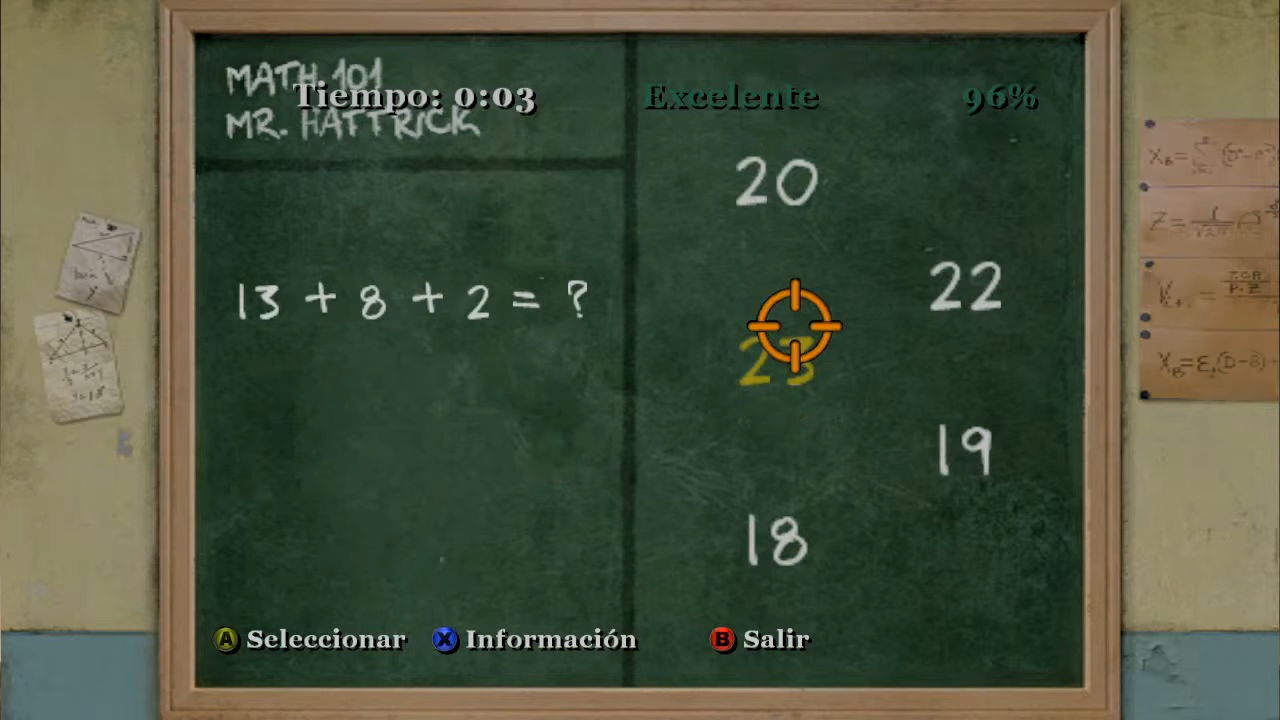 MATH 101
Tiempo: 0:03
Excelente
96%
MR. HATTRICK
20
13 + 8 + 2 = ?
22
23
19
18
A Seleccionar
X Información
B Salir